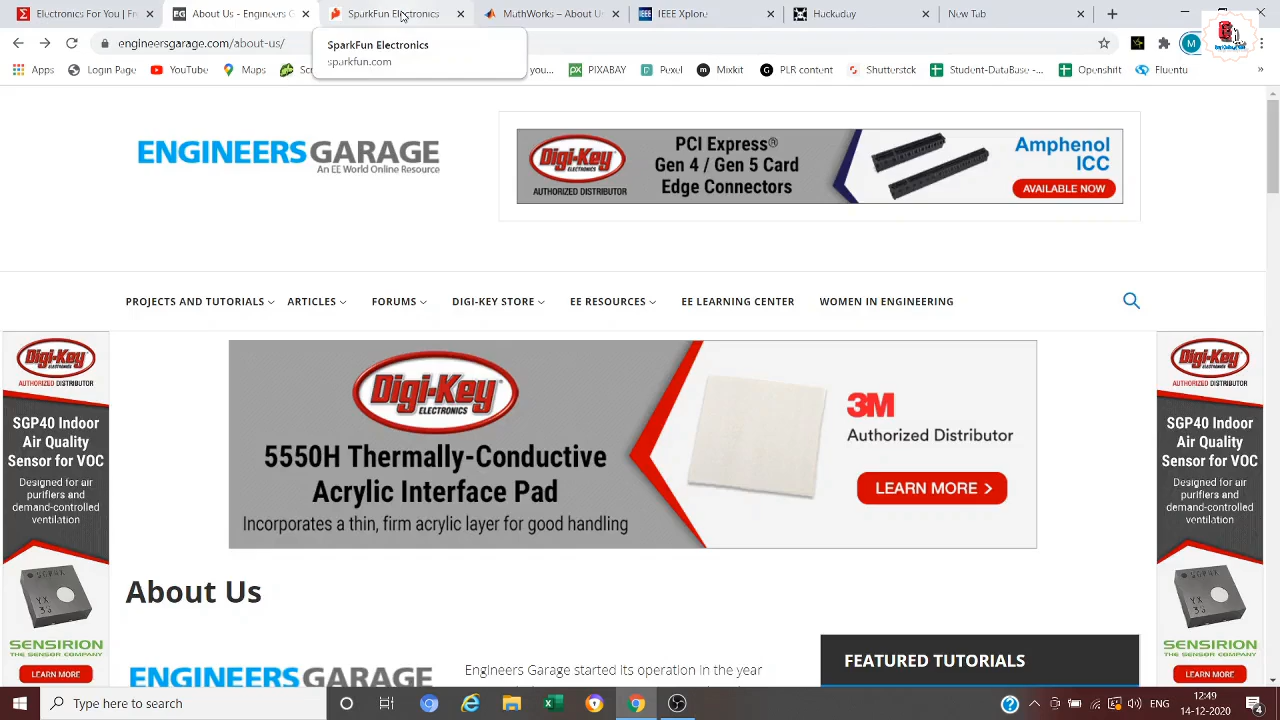 Electronics For You | Fr
EG About Us -
SparkFun Electronics
MathWorks – About U
IEEE Xplore
Hackaday
New Tab
engineersgarage.com/about-us/
SparkFun Electronics
sparkfun.com
M
Apps
Login Page
YouTube
Maps
you...
PIXABAY
Pexel
Mixkit
PLR content
Shutterstck
Student-DataBase -...
Openshift
Fluentu
»
ENGINEERSGARAGE
An EE World Online Resource
Digi-Key
ELECTRONICS
AUTHORIZED DISTRIBUTOR
PCI Express®
Gen 4 / Gen 5 Card
Edge Connectors
Amphenol
ICC
AVAILABLE NOW
PROJECTS AND TUTORIALS
ARTICLES
FORUMS
DIGI-KEY STORE
EE RESOURCES
EE LEARNING CENTER
WOMEN IN ENGINEERING
Digi-Key
ELECTRONICS
AUTHORIZED DISTRIBUTOR
SGP40 Indoor
Air Quality
Sensor for VOC
Designed for air
purifiers and
demand-controlled
ventilation
SENSIRION
THE SENSOR COMPANY
LEARN MORE
Digi-Key
ELECTRONICS
5550H Thermally-Conductive
Acrylic Interface Pad
Incorporates a thin, firm acrylic layer for good handling
3M
Authorized Distributor
LEARN MORE >
Digi-Key
ELECTRONICS
AUTHORIZED DISTRIBUTOR
SGP40 Indoor
Air Quality
Sensor for VOC
Designed for air
purifiers and
demand-controlled
ventilation
SENSIRION
THE SENSOR COMPANY
LEARN MORE
About Us
ENGINEERSGARAGE
Engineers Garage started its operation in the year
FEATURED TUTORIALS
Type here to search
ENG
12:49
14-12-2020
4